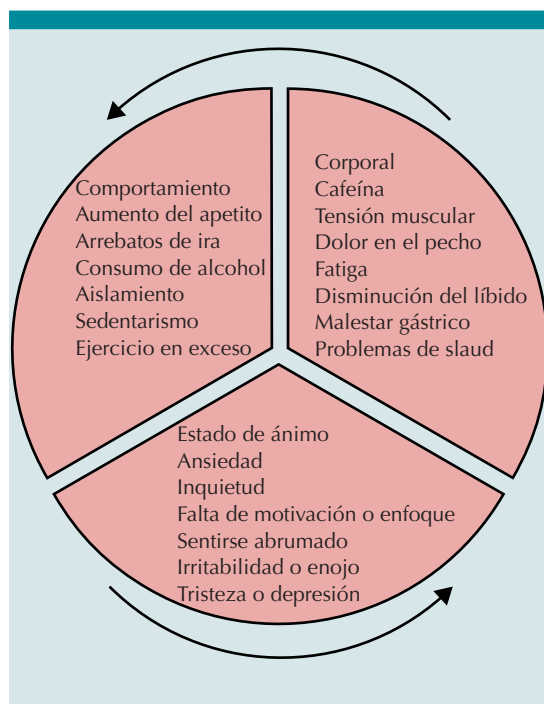 Comportamiento
Aumento del apetito
Arrebatos de ira
Consumo de alcohol
Aislamiento
Sedentarismo
Ejercicio en exceso
Corporal
Cafeína
Tensión muscular
Dolor en el pecho
Fatiga
Disminución del líbido
Malestar gástrico
Problemas de slaud
Estado de ánimo
Ansiedad
Inquietud
Falta de motivación o enfoque
Sentirse abrumado
Irritabilidad o enojo
Tristeza o depresión